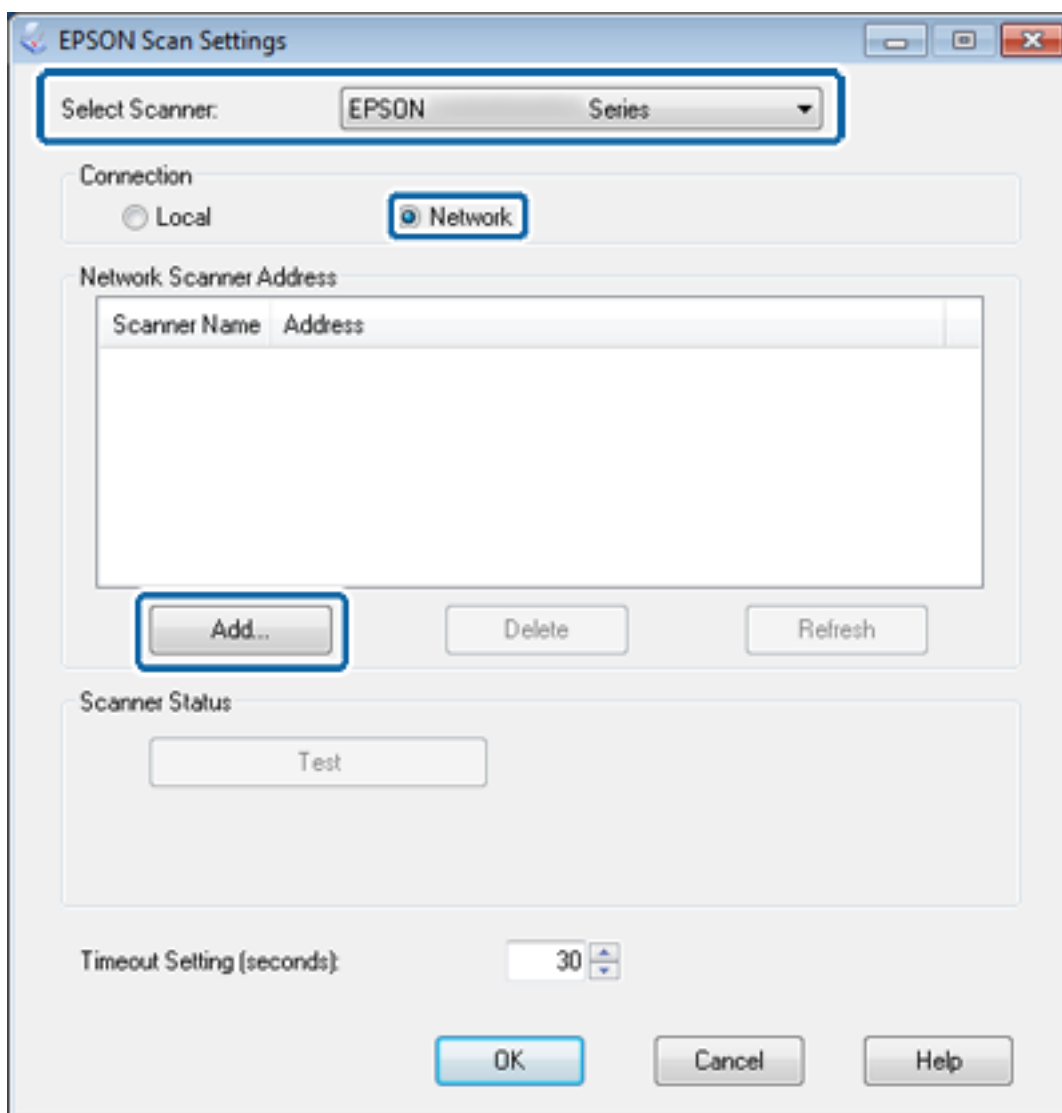 EPSON Scan Settings
Select Scanner: EPSON Series
Connection
Local Network
Network Scanner Address
Scanner Name Address
Add... Delete Refresh
Scanner Status
Test
Timeout Setting (seconds): 30
OK Cancel Help